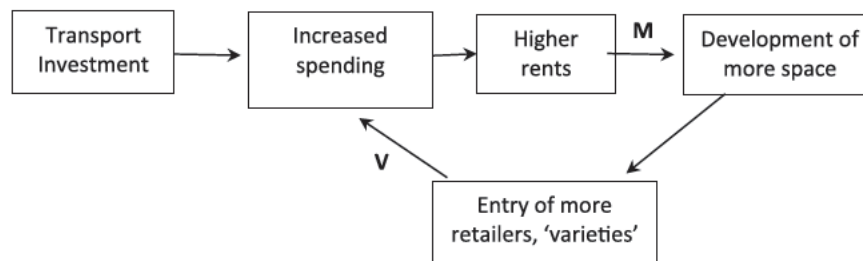 Transport
Investment
Increased
spending
Higher
rents
M
Development of
more space
V
Entry of more
retailers, ‘varieties’